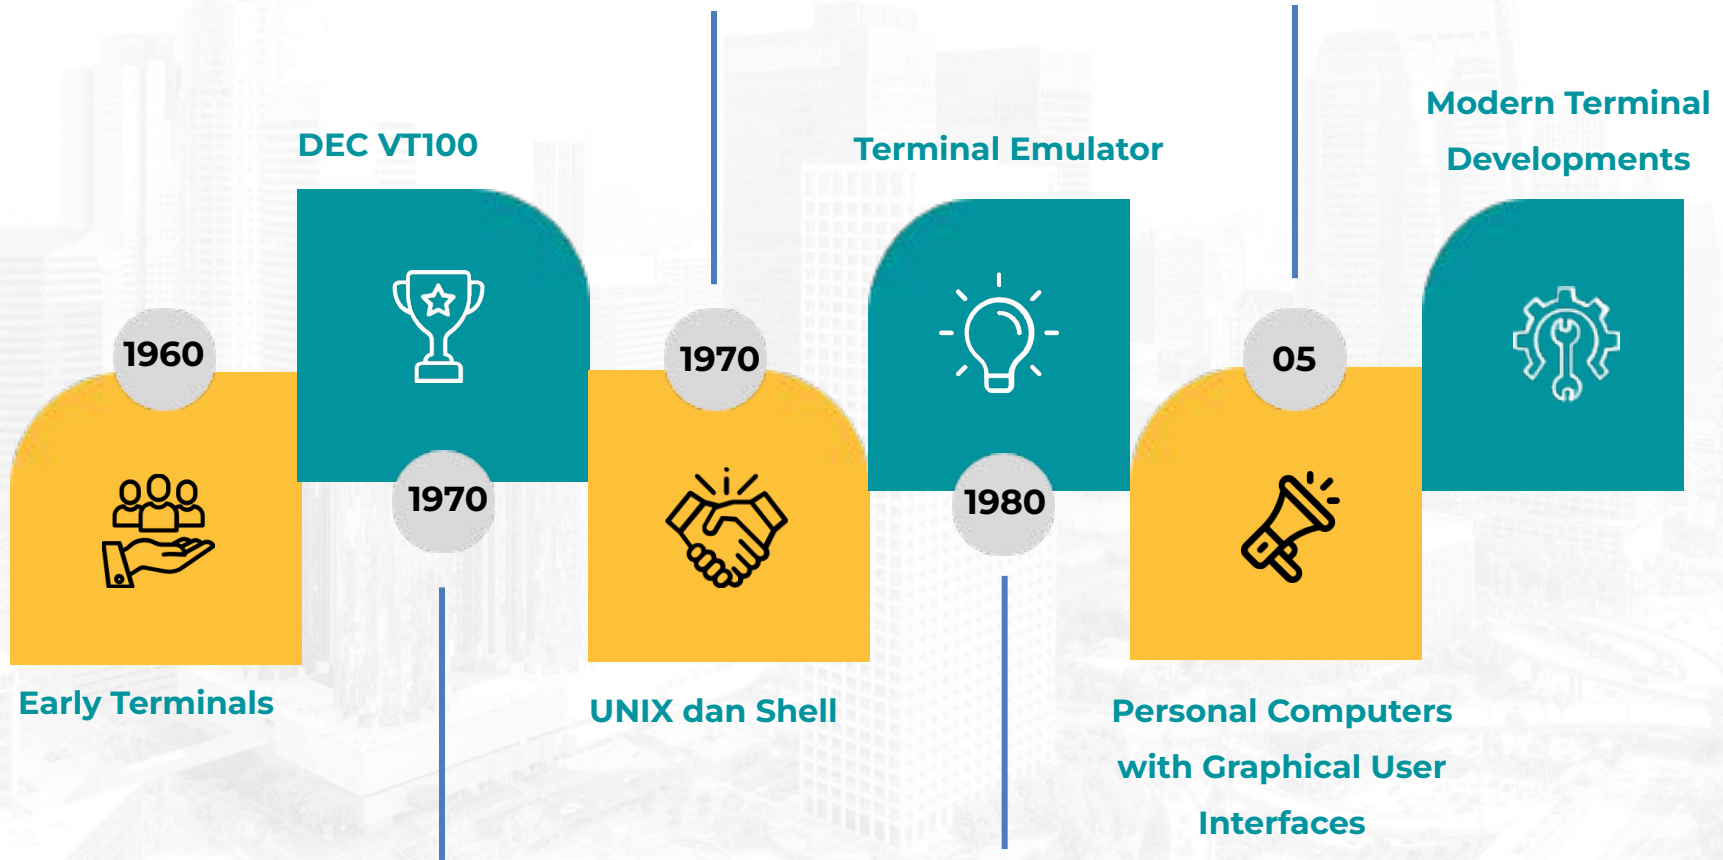 Early Terminals
1960
DEC VT100
1970
UNIX dan Shell
1970
Terminal Emulator
1980
Personal Computers
with Graphical User
Interfaces
05
Modern Terminal
Developments